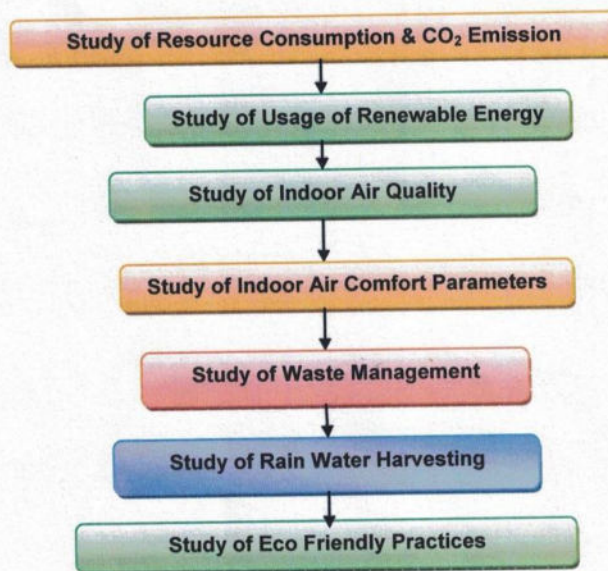 Study of Resource Consumption & CO₂ Emission
Study of Usage of Renewable Energy
Study of Indoor Air Quality
Study of Indoor Air Comfort Parameters
Study of Waste Management
Study of Rain Water Harvesting
Study of Eco Friendly Practices